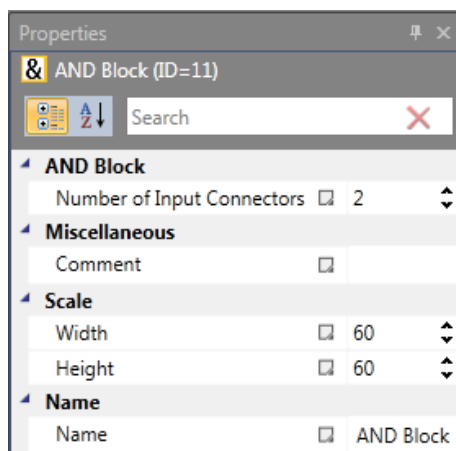 Properties
& AND Block (ID=11)
A Z Search
AND Block
Number of Input Connectors 2
Miscellaneous
Comment
Scale
Width 60
Height 60
Name
Name AND Block